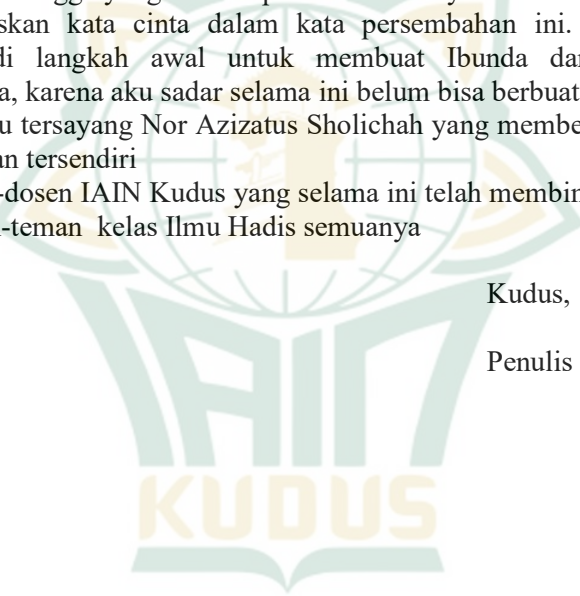 skan kata cinta dalam kata persembahan ini.
di langkah awal untuk membuat Ibunda
a, karena aku sadar selama ini belum bisa berbuat
u tersayang Nor Azizatus Sholichah yang membe
an tersendiri
-dosen IAIN Kudus yang selama ini telah membin
-teman kelas Ilmu Hadis semuanya
Kudus,
Penulis
IAIN
KUDUS